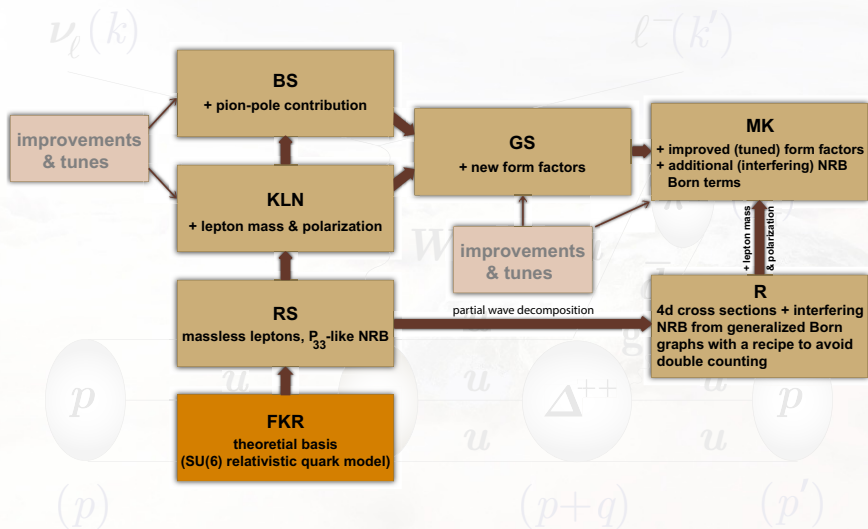 ν_ℓ(k)
ℓ⁻(k′)
BS
+ pion-pole contribution
improvements
& tunes
GS
+ new form factors
MK
+ improved (tuned) form factors
+ additional (interfering) NRB
Born terms
KLN
+ lepton mass & polarization
W
improvements
& tunes
+ lepton mass
& polarization
RS
massless leptons, P₃₃-like NRB
partial wave decomposition
R
4d cross sections + interfering
NRB from generalized Born
graphs with a recipe to avoid
double counting
p
u
u
Δ⁺⁺
u
u
u
p
FKR
theoretial basis
(SU(6) relativistic quark model)
(p)
(p+q)
(p′)